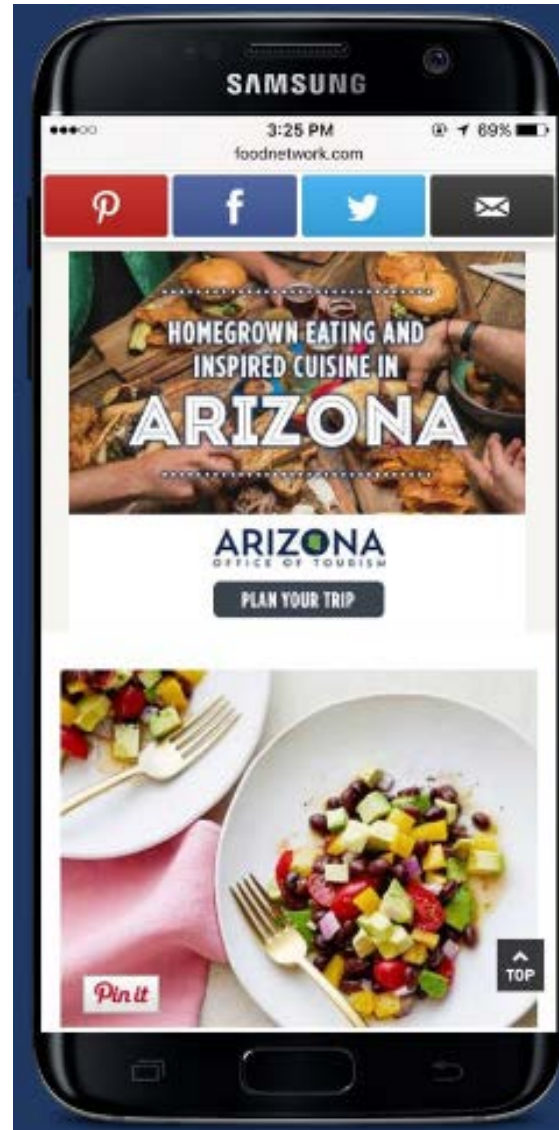 SAMSUNG
3:25 PM
69%
foodnetwork.com
HOMEGROWN EATING AND
INSPIRED CUISINE IN
ARIZONA
ARIZONA
OFFICE OF TOURISM
PLAN YOUR TRIP
TOP
Pin it